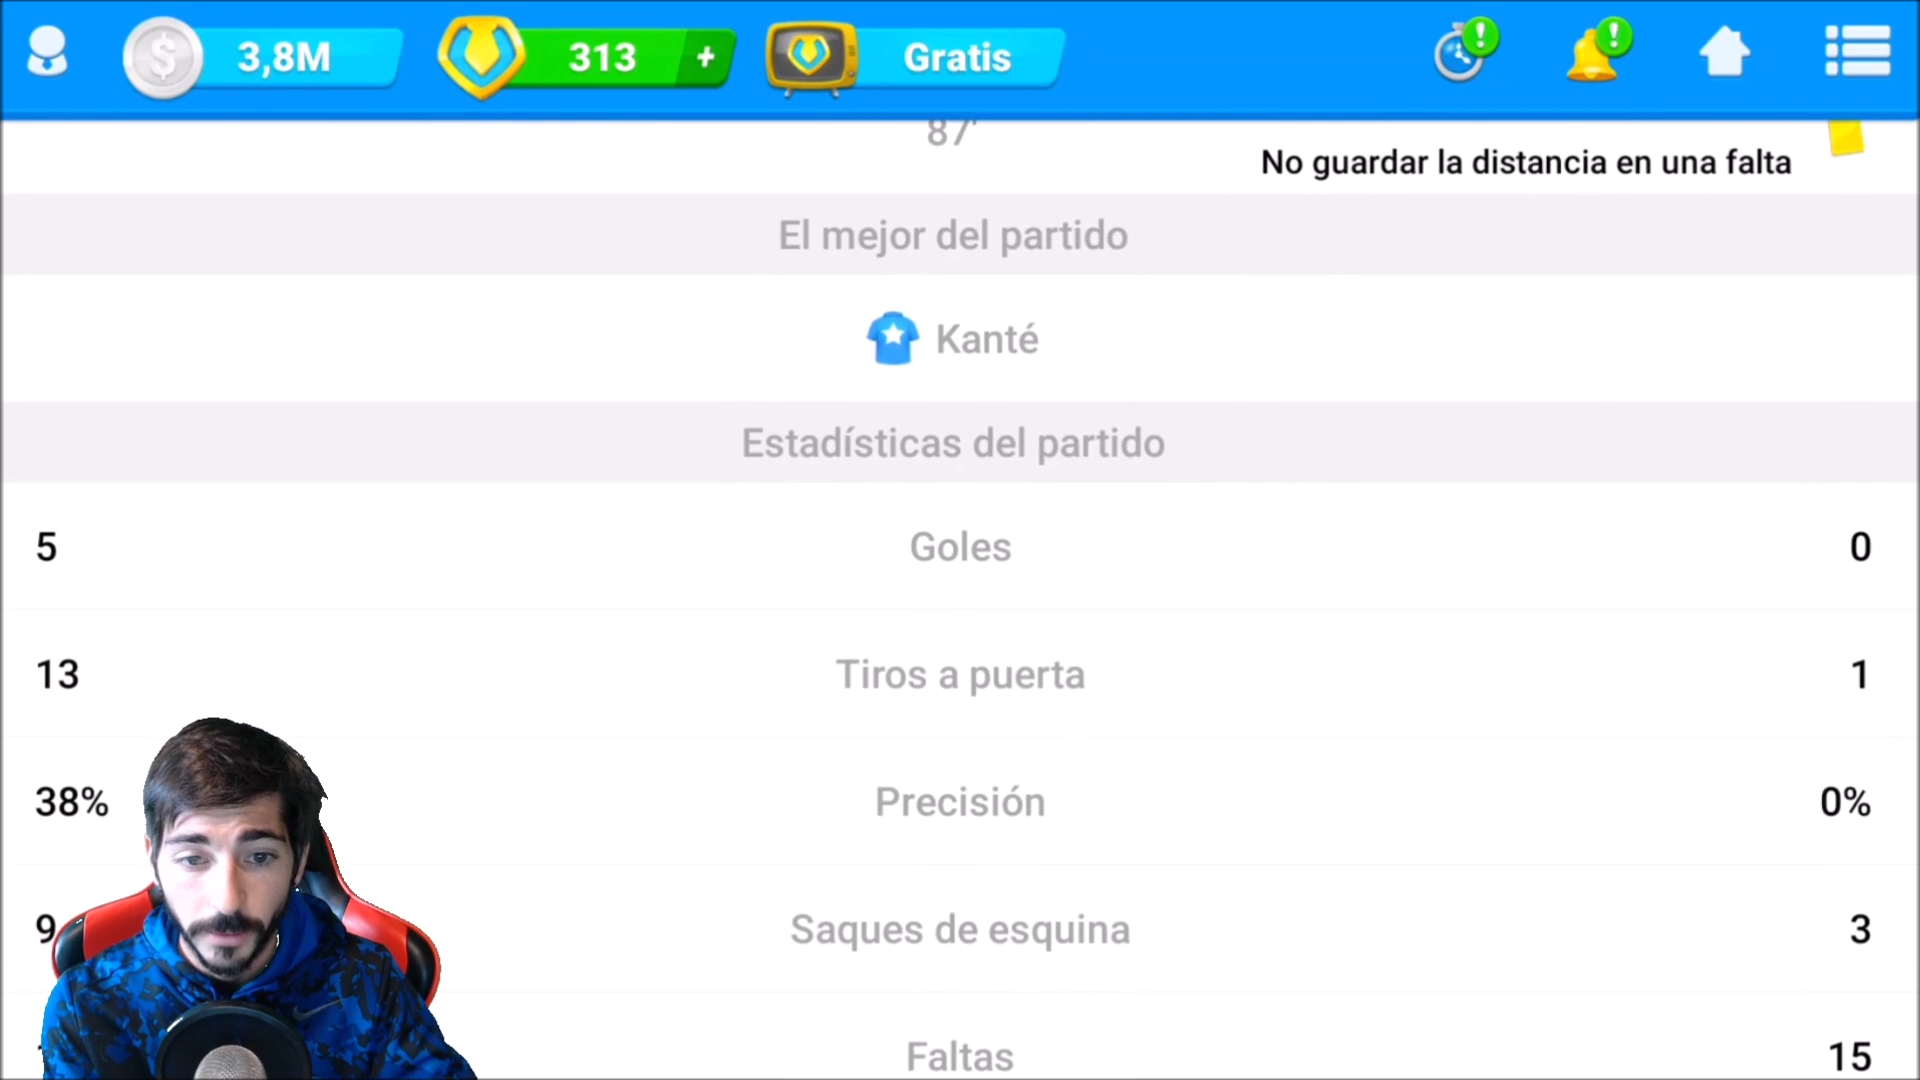 3,8M
313 +
Gratis
87'
No guardar la distancia en una falta
El mejor del partido
Kanté
Estadísticas del partido
5 Goles 0
13 Tiros a puerta 1
38% Precisión 0%
9 Saques de esquina 3
Faltas 15